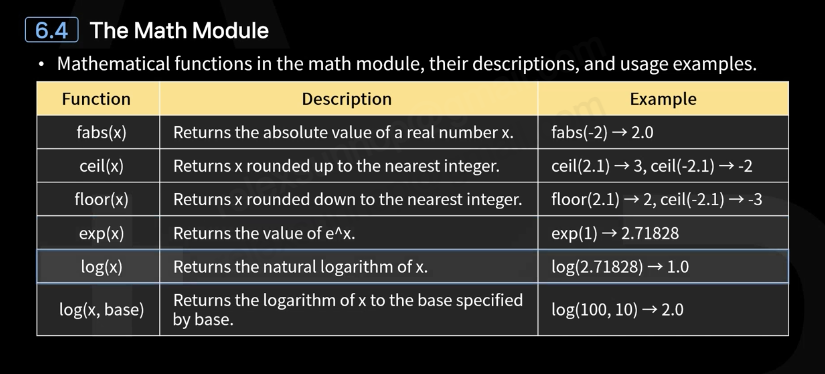 6.4 The Math Module
• Mathematical functions in the math module, their descriptions, and usage examples.
Function Description Example
fabs(x) Returns the absolute value of a real number x. fabs(-2) → 2.0
ceil(x) Returns x rounded up to the nearest integer. ceil(2.1) → 3, ceil(-2.1) → -2
floor(x) Returns x rounded down to the nearest integer. floor(2.1) → 2, ceil(-2.1) → -3
exp(x) Returns the value of e^x. exp(1) → 2.71828
log(x) Returns the natural logarithm of x. log(2.71828) → 1.0
log(x, base) Returns the logarithm of x to the base specified
by base. log(100, 10) → 2.0